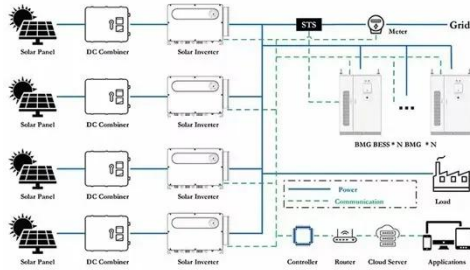 STS
Meter
Grid
Solar Panel DC Combiner Solar Inverter
Solar Panel DC Combiner Solar Inverter
BMG BESS * N BMG * N
Solar Panel DC Combiner Solar Inverter
Power
Communication
Load
Solar Panel DC Combiner Solar Inverter
Controller Router Cloud Server Applications